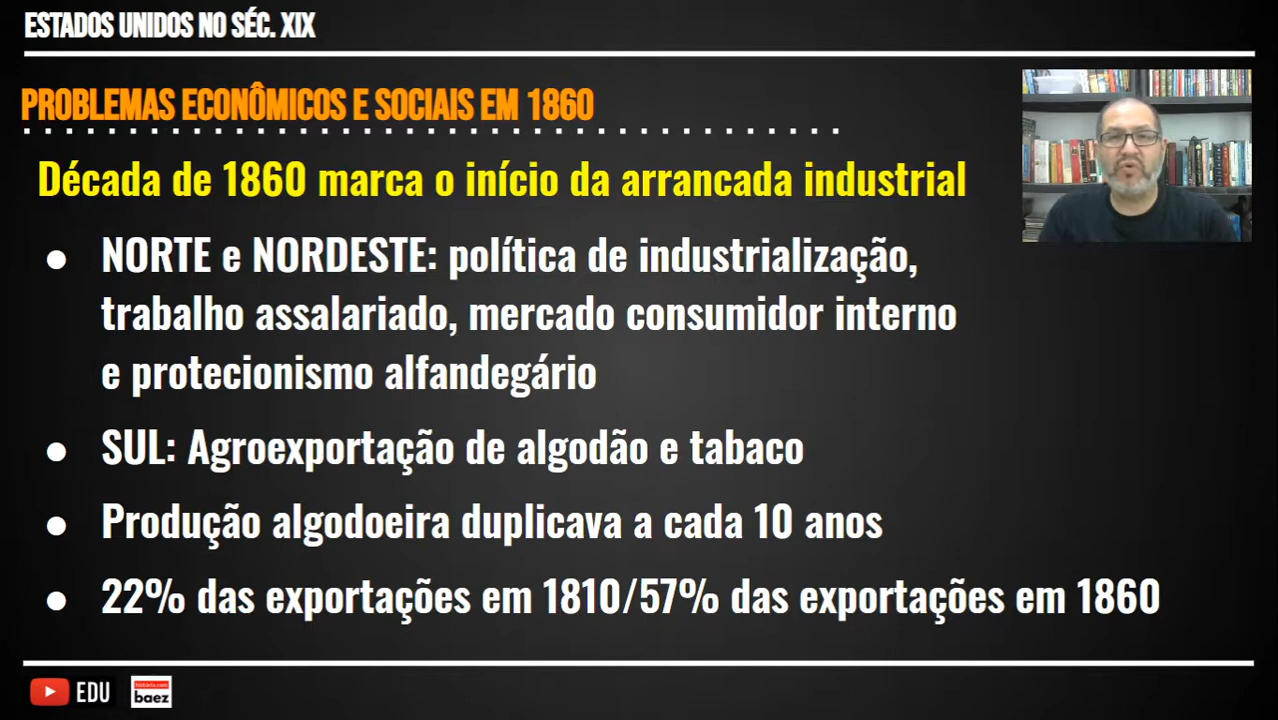 ESTADOS UNIDOS NO SÉC. XIX
PROBLEMAS ECONÔMICOS E SOCIAIS EM 1860
Década de 1860 marca o início da arrancada industrial
● NORTE e NORDESTE: política de industrialização,
trabalho assalariado, mercado consumidor interno
e protecionismo alfandegário
● SUL: Agroexportação de algodão e tabaco
● Produção algodoeira duplicava a cada 10 anos
● 22% das exportações em 1810/57% das exportações em 1860
EDU
baez